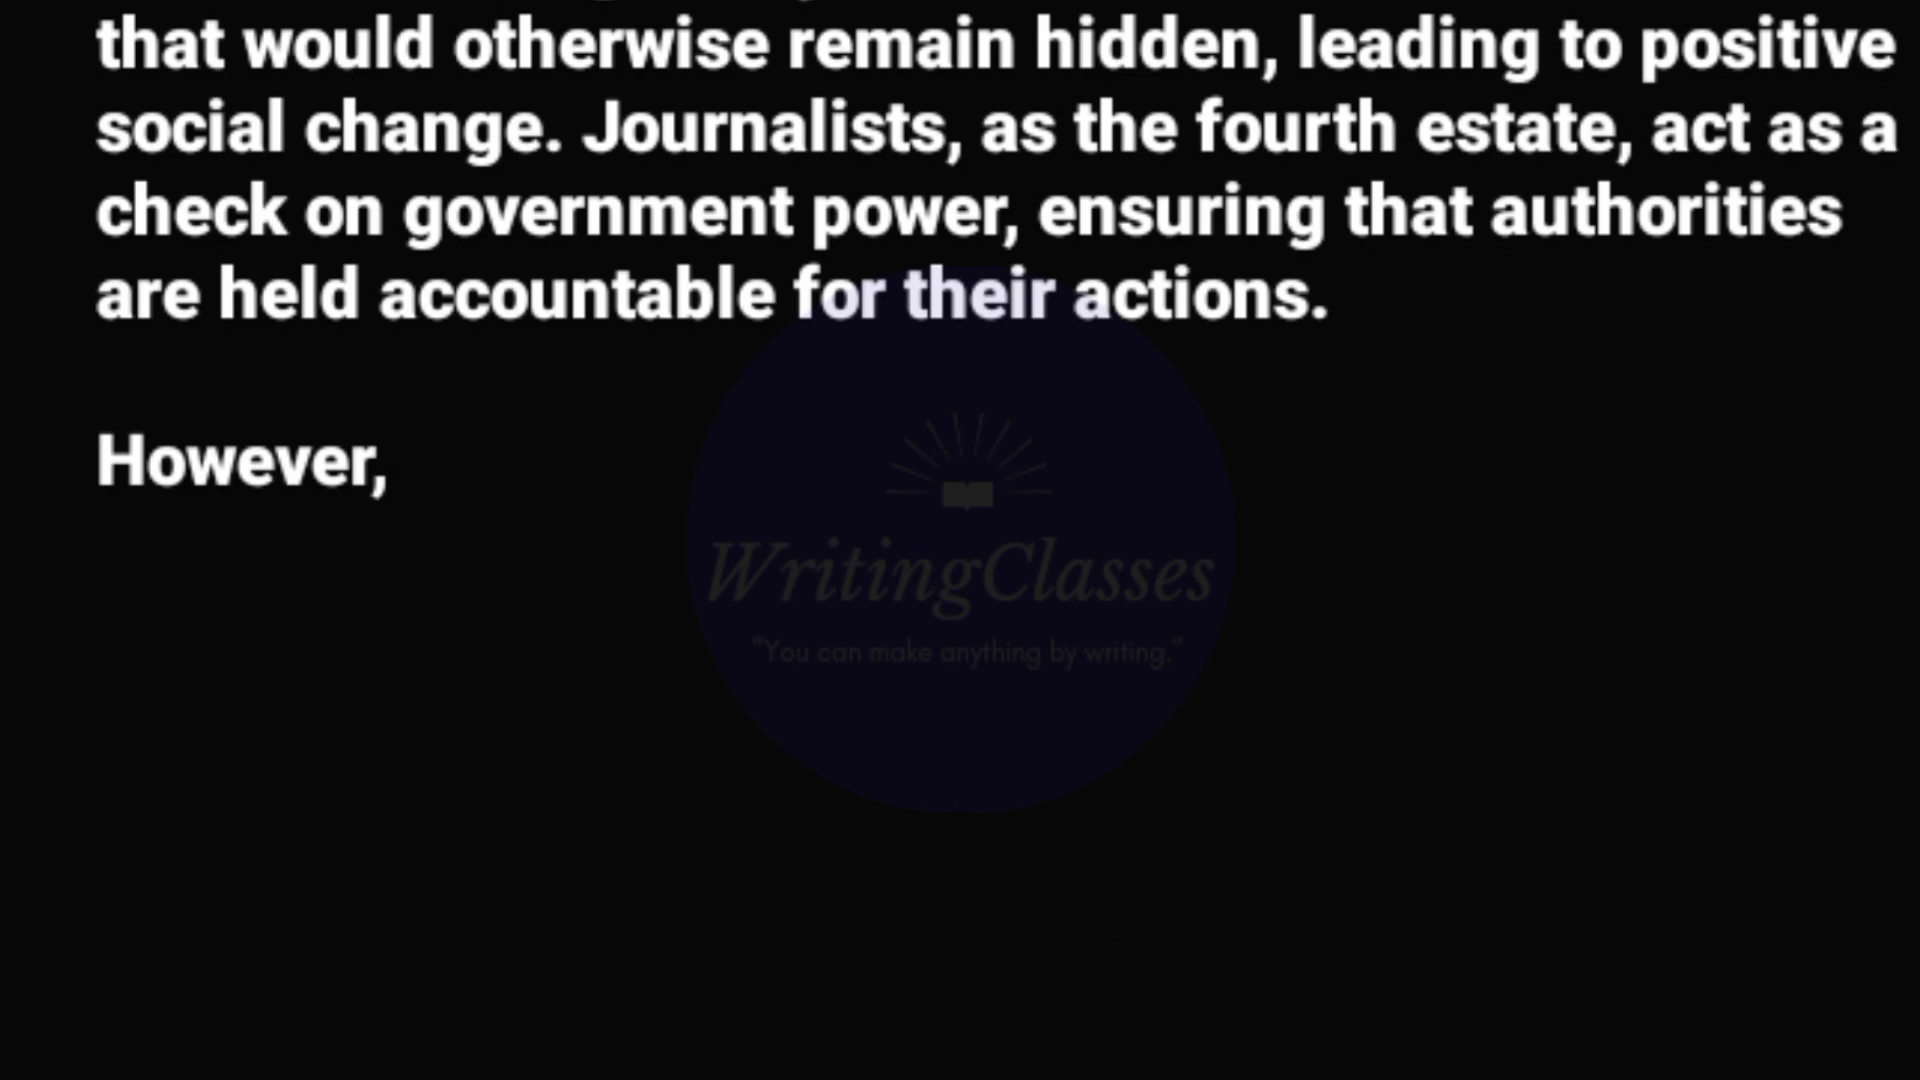 that would otherwise remain hidden, leading to positive
social change. Journalists, as the fourth estate, act as a
check on government power, ensuring that authorities
are held accountable for their actions.
However,
WritingClasses
"You can make anything by writing."